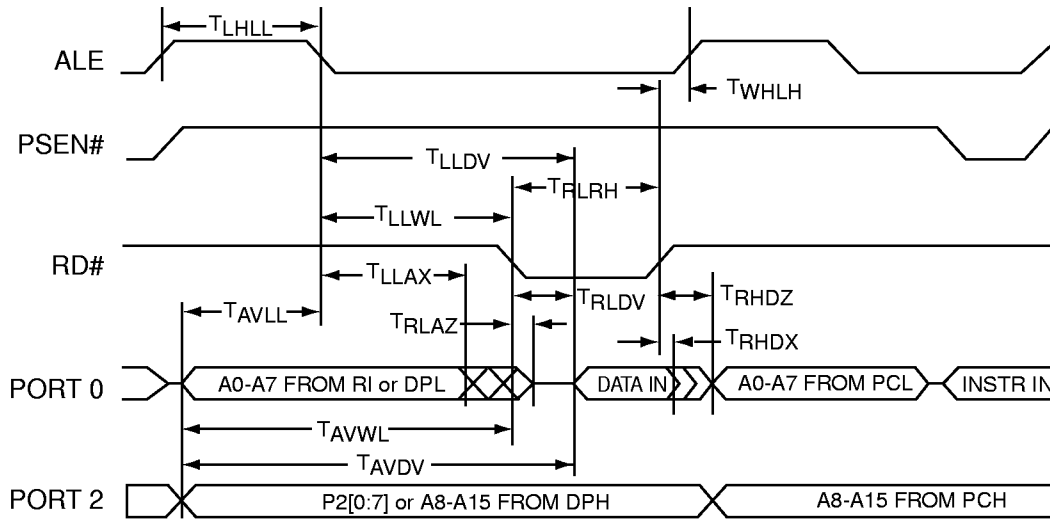 TLHLL
ALE
TWHLH
PSEN#
TLLDV
TRLRH
TLLWL
RD#
TLLAX
TAVLL
TRLDV
TRHDZ
TRLAZ
TRHDX
PORT 0
A0-A7 FROM RI or DPL
DATA IN
A0-A7 FROM PCL
INSTR IN
TAVWL
TAVDV
PORT 2
P2[0:7] or A8-A15 FROM DPH
A8-A15 FROM PCH